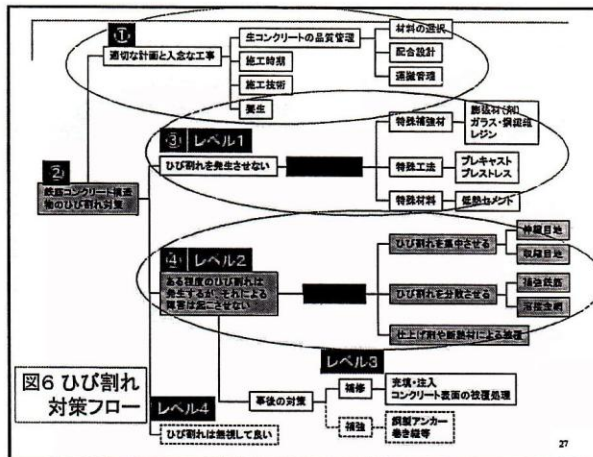 ①
適切な計画と入念な工事
生コンクリートの品質管理
施工時期
施工技術
養生
材料の選択
配合設計
運搬管理
②
鉄筋コンクリート構造
物のひび割れ対策
③ レベル1
ひび割れを発生させない
特殊補強材
膨張材(剤)
ガラス・鋼繊維
レジン
特殊工法
プレキャスト
プレストレス
特殊材料
低熱セメント
④ レベル2
ある程度のひび割れは
発生するが、それによる
障害は起こさせない
ひび割れを集中させる
伸縮目地
収縮目地
ひび割れを分散させる
補強鉄筋
溶接金網
仕上げ剤や断熱材による被覆
レベル3
事後の対策
補修
充填・注入
コンクリート表面の被覆処理
補強
鋼製アンカー
巻き縦等
レベル4
ひび割れは無視して良い
図6 ひび割れ
対策フロー
27